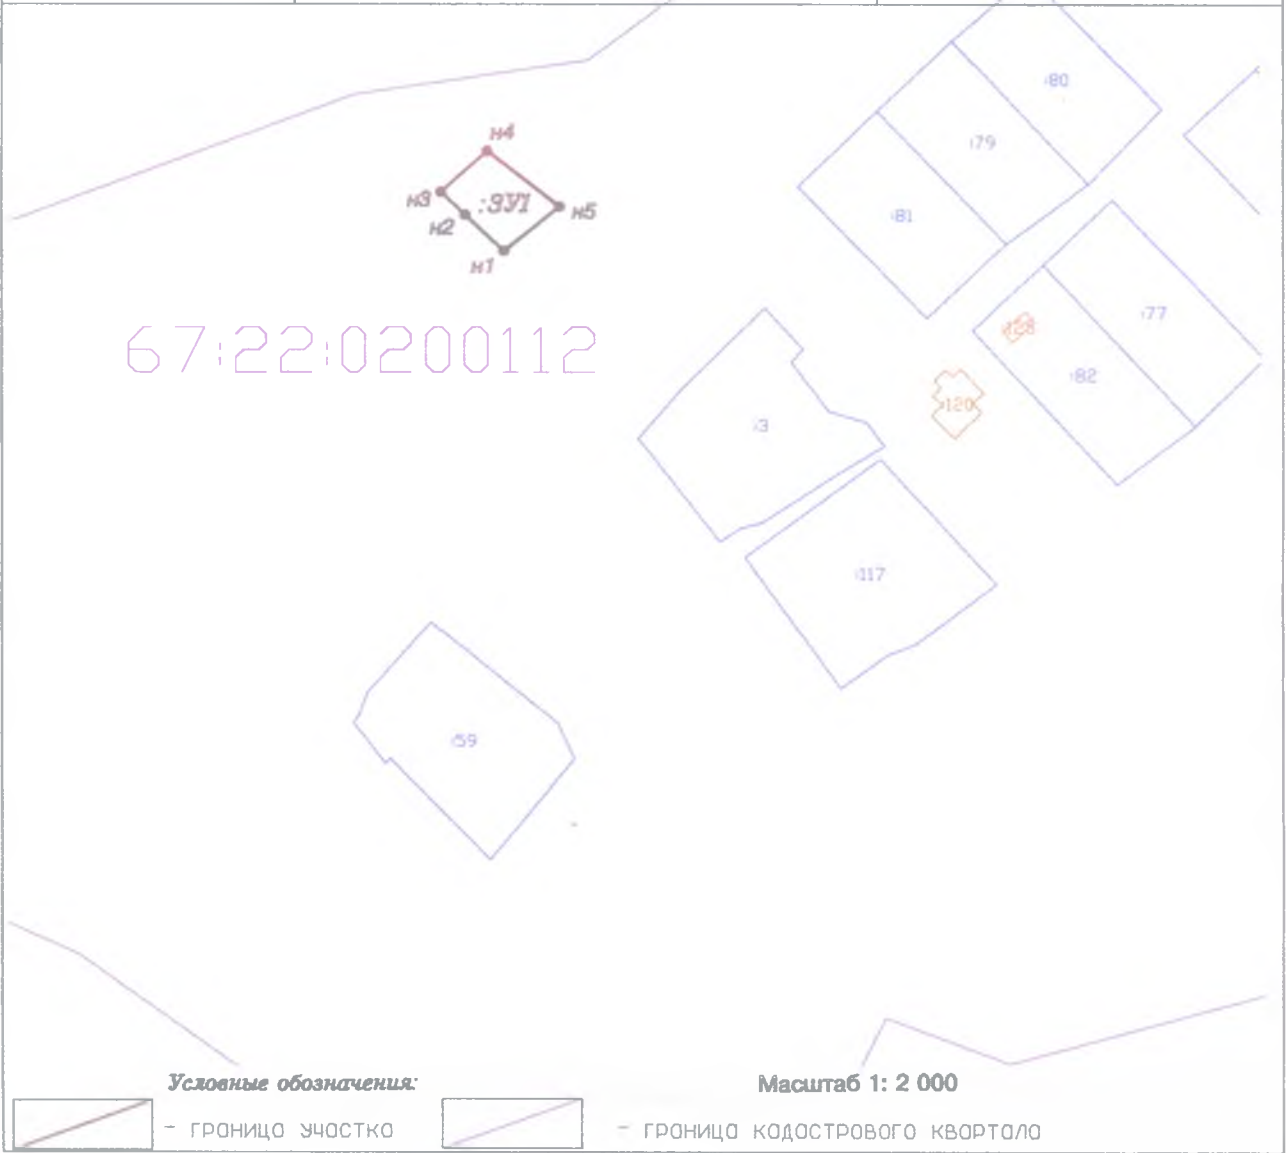 :80
:79
:81
н4
н3
:ЗУ1
н5
н2
н1
:77
:128
:82
:120
67:22:0200112
:3
:117
:59
Условные обозначения:
Масштаб 1: 2 000
- граница участка
- граница кадастрового квартала